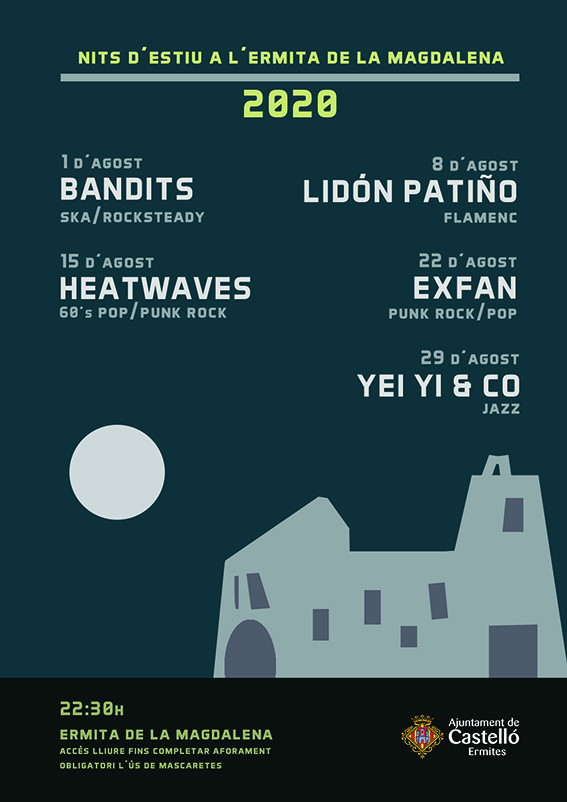 NITS D´ESTIU A L´ERMITA DE LA MAGDALENA
2020
1 D´AGOST
BANDITS
SKA/ROCKSTEADY
8 D´AGOST
LIDÓN PATIÑO
FLAMENC
15 D´AGOST
HEATWAVES
60´s POP/PUNK ROCK
22 D´AGOST
EXFAN
PUNK ROCK/POP
29 D´AGOST
YEI YI & CO
JAZZ
22:30H
ERMITA DE LA MAGDALENA
ACCÉS LLIURE FINS COMPLETAR AFORAMENT
OBLIGATORI L´ÚS DE MASCARETES
Ajuntament de
Castelló
Ermites